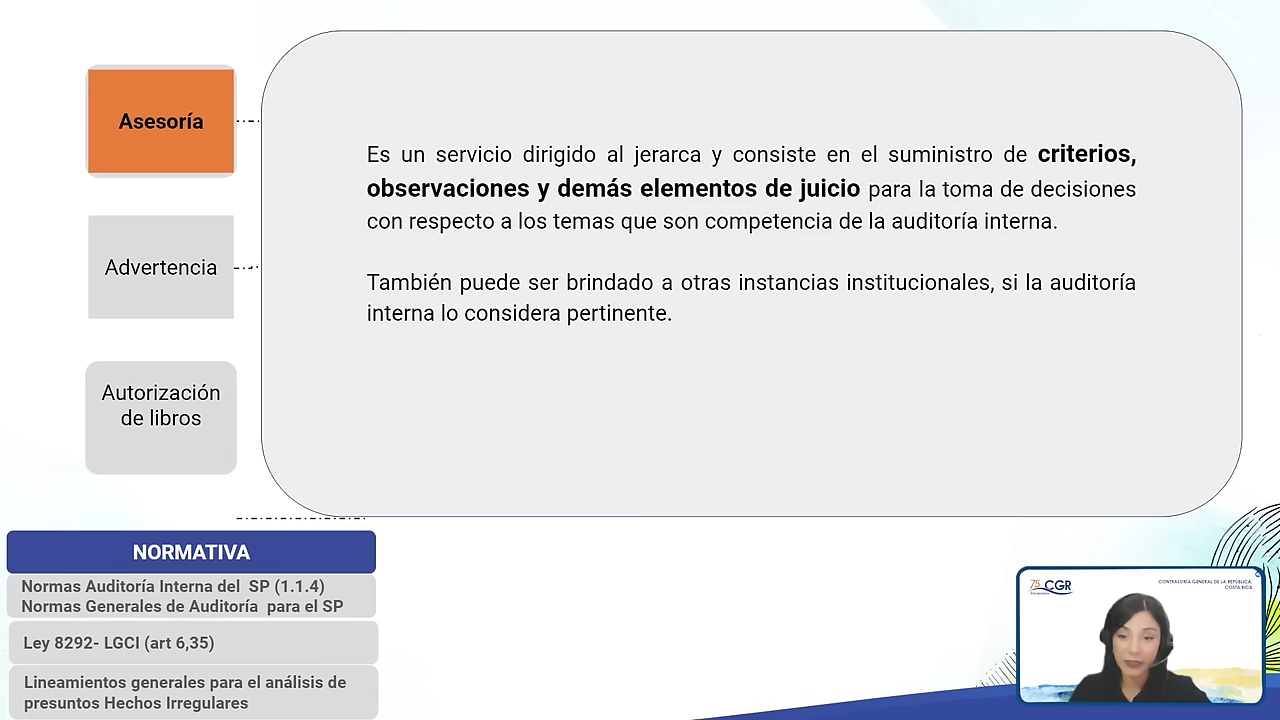 Asesoría
Es un servicio dirigido al jerarca y consiste en el suministro de criterios,
observaciones y demás elementos de juicio para la toma de decisiones
con respecto a los temas que son competencia de la auditoría interna.
También puede ser brindado a otras instancias institucionales, si la auditoría
interna lo considera pertinente.
Advertencia
Autorización
de libros
NORMATIVA
Normas Auditoría Interna del SP (1.1.4)
Normas Generales de Auditoría para el SP
Ley 8292- LGCI (art 6,35)
Lineamientos generales para el análisis de
presuntos Hechos Irregulares
75 CGR
CONTRALORÍA GENERAL DE LA REPÚBLICA,
COSTA RICA